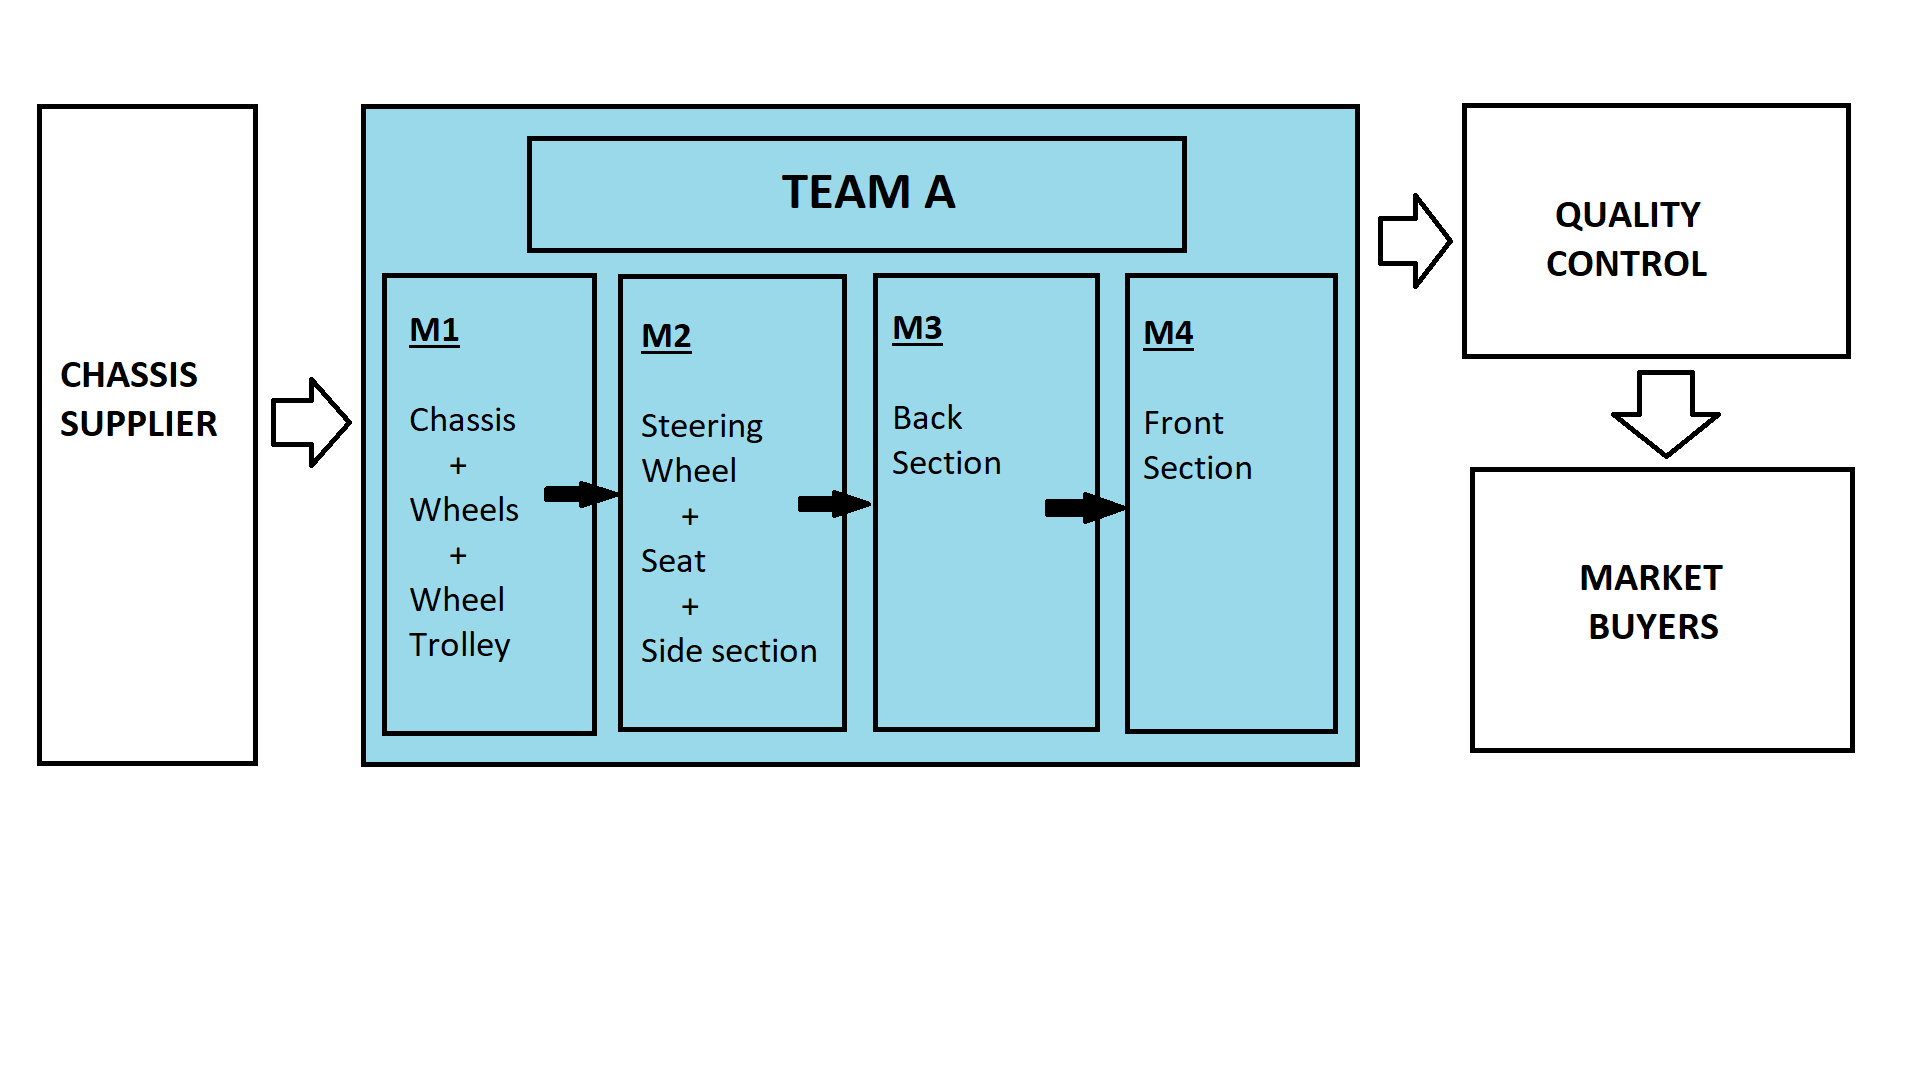 CHASSIS
SUPPLIER
TEAM A
M1
Chassis
+
Wheels
+
Wheel
Trolley
M2
Steering
Wheel
+
Seat
+
Side section
M3
Back
Section
M4
Front
Section
QUALITY
CONTROL
MARKET
BUYERS